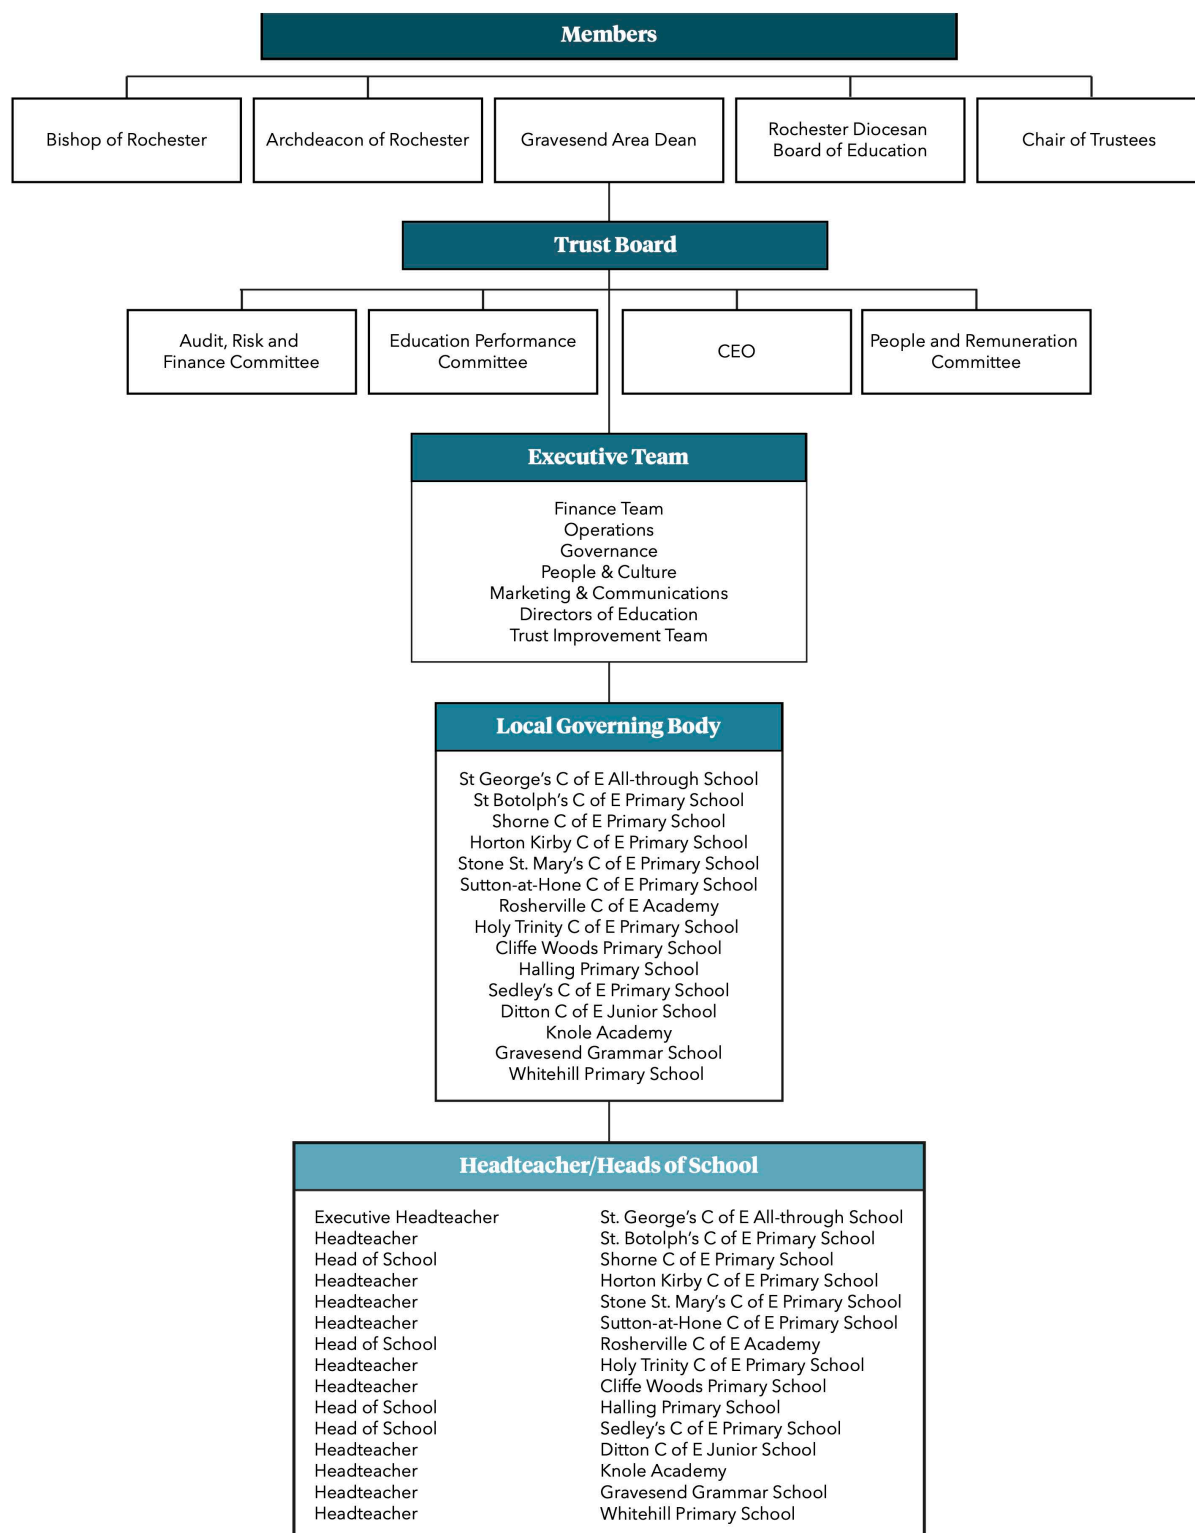 Members
Bishop of Rochester
Archdeacon of Rochester
Gravesend Area Dean
Rochester Diocesan
Board of Education
Chair of Trustees
Trust Board
Audit, Risk and
Finance Committee
Education Performance
Committee
CEO
People and Remuneration
Committee
Executive Team
Finance Team
Operations
Governance
People & Culture
Marketing & Communications
Directors of Education
Trust Improvement Team
Local Governing Body
St George's C of E All-through School
St Botolph's C of E Primary School
Shorne C of E Primary School
Horton Kirby C of E Primary School
Stone St. Mary's C of E Primary School
Sutton-at-Hone C of E Primary School
Rosherville C of E Academy
Holy Trinity C of E Primary School
Cliffe Woods Primary School
Halling Primary School
Sedley's C of E Primary School
Ditton C of E Junior School
Knole Academy
Gravesend Grammar School
Whitehill Primary School
Headteacher/Heads of School
Executive Headteacher St. George's C of E All-through School
Headteacher St. Botolph's C of E Primary School
Head of School Shorne C of E Primary School
Headteacher Horton Kirby C of E Primary School
Headteacher Stone St. Mary's C of E Primary School
Headteacher Sutton-at-Hone C of E Primary School
Head of School Rosherville C of E Academy
Headteacher Holy Trinity C of E Primary School
Headteacher Cliffe Woods Primary School
Head of School Halling Primary School
Head of School Sedley's C of E Primary School
Headteacher Ditton C of E Junior School
Headteacher Knole Academy
Headteacher Gravesend Grammar School
Headteacher Whitehill Primary School